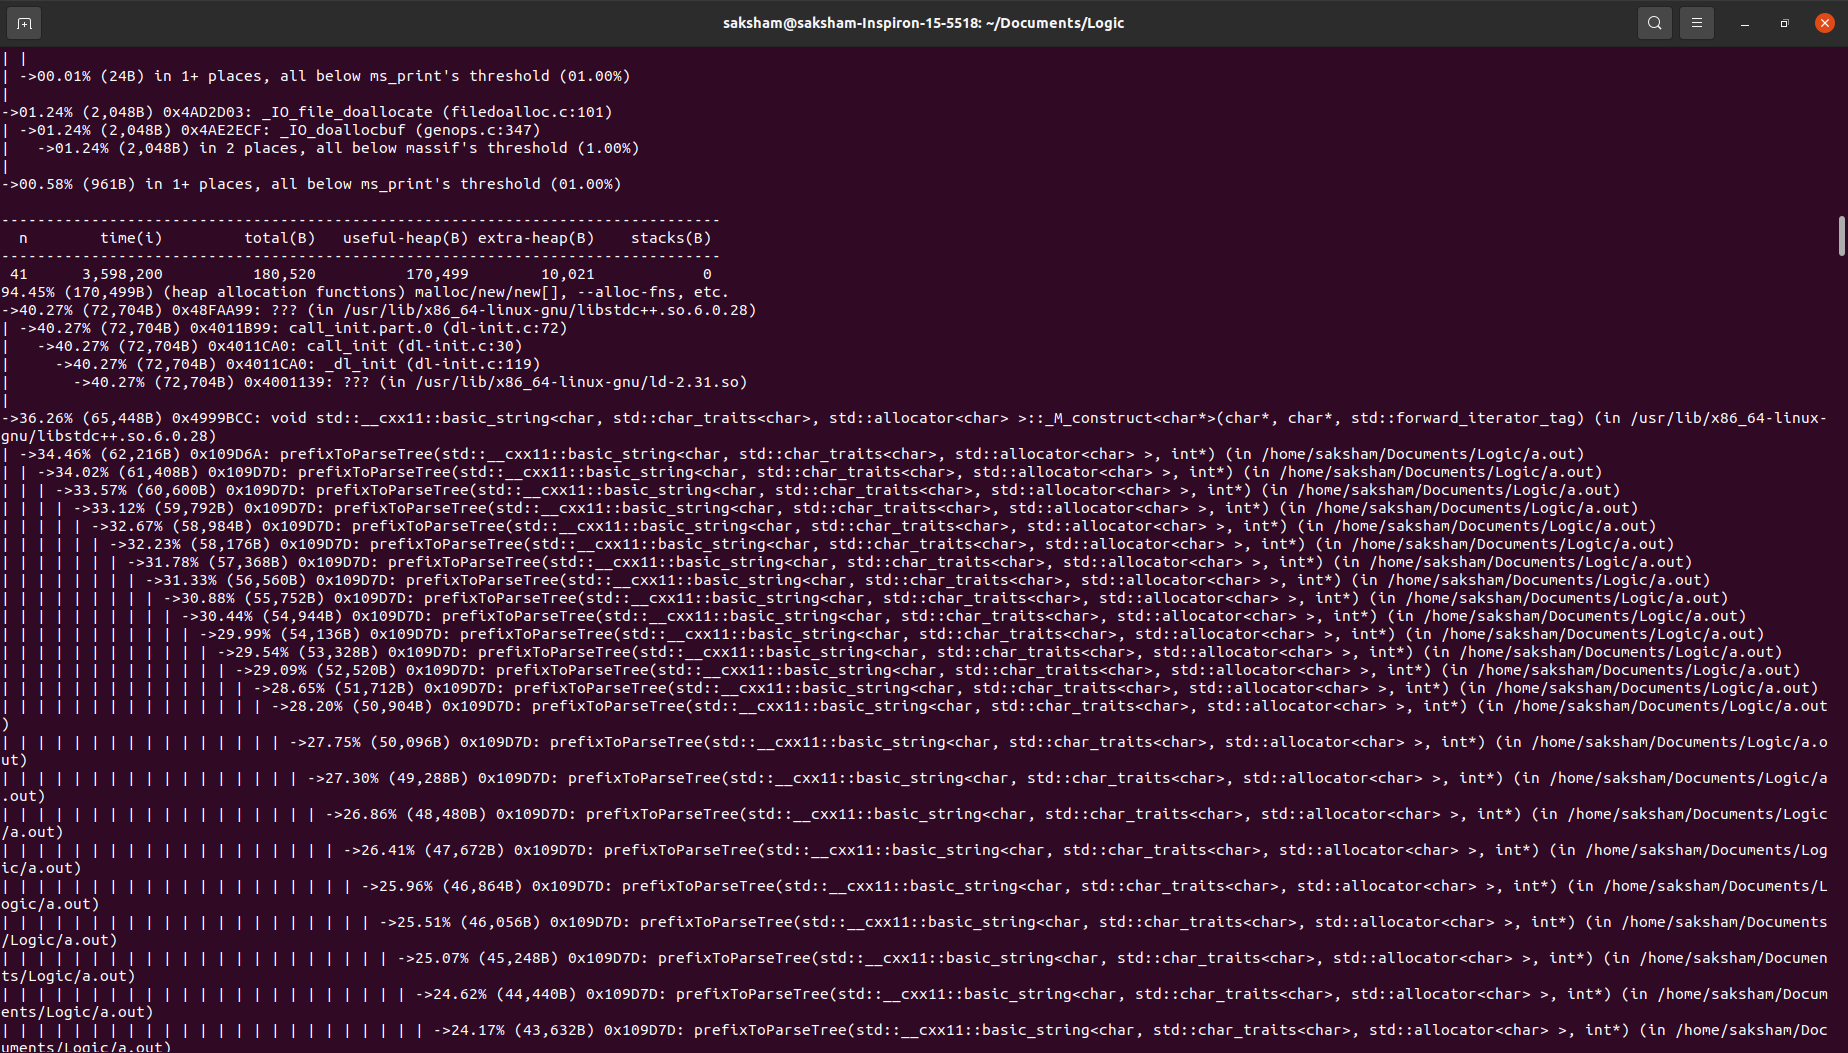 saksham@saksham-Inspiron-15-5518: ~/Documents/Logic
| |
| ->00.01% (24B) in 1+ places, all below ms_print's threshold (01.00%)
|
->01.24% (2,048B) 0x4AD2D03: _IO_file_doallocate (filedoalloc.c:101)
| ->01.24% (2,048B) 0x4AE2ECF: _IO_doallocbuf (genops.c:347)
|   ->01.24% (2,048B) in 2 places, all below massif's threshold (1.00%)
|
->00.58% (961B) in 1+ places, all below ms_print's threshold (01.00%)
--------------------------------------------------------------------------------
  n        time(i)         total(B)   useful-heap(B) extra-heap(B)    stacks(B)
--------------------------------------------------------------------------------
 41      3,598,200          180,520          170,499        10,021            0
94.45% (170,499B) (heap allocation functions) malloc/new/new[], --alloc-fns, etc.
->40.27% (72,704B) 0x48FAA99: ??? (in /usr/lib/x86_64-linux-gnu/libstdc++.so.6.0.28)
| ->40.27% (72,704B) 0x4011B99: call_init.part.0 (dl-init.c:72)
|   ->40.27% (72,704B) 0x4011CA0: call_init (dl-init.c:30)
|     ->40.27% (72,704B) 0x4011CA0: _dl_init (dl-init.c:119)
|       ->40.27% (72,704B) 0x4001139: ??? (in /usr/lib/x86_64-linux-gnu/ld-2.31.so)
|
->36.26% (65,448B) 0x4999BCC: void std::__cxx11::basic_string<char, std::char_traits<char>, std::allocator<char> >::_M_construct<char*>(char*, char*, std::forward_iterator_tag) (in /usr/lib/x86_64-linux-
gnu/libstdc++.so.6.0.28)
| ->34.46% (62,216B) 0x109D6A: prefixToParseTree(std::__cxx11::basic_string<char, std::char_traits<char>, std::allocator<char> >, int*) (in /home/saksham/Documents/Logic/a.out)
| | ->34.02% (61,408B) 0x109D7D: prefixToParseTree(std::__cxx11::basic_string<char, std::char_traits<char>, std::allocator<char> >, int*) (in /home/saksham/Documents/Logic/a.out)
| | | ->33.57% (60,600B) 0x109D7D: prefixToParseTree(std::__cxx11::basic_string<char, std::char_traits<char>, std::allocator<char> >, int*) (in /home/saksham/Documents/Logic/a.out)
| | | | ->33.12% (59,792B) 0x109D7D: prefixToParseTree(std::__cxx11::basic_string<char, std::char_traits<char>, std::allocator<char> >, int*) (in /home/saksham/Documents/Logic/a.out)
| | | | | ->32.67% (58,984B) 0x109D7D: prefixToParseTree(std::__cxx11::basic_string<char, std::char_traits<char>, std::allocator<char> >, int*) (in /home/saksham/Documents/Logic/a.out)
| | | | | | ->32.23% (58,176B) 0x109D7D: prefixToParseTree(std::__cxx11::basic_string<char, std::char_traits<char>, std::allocator<char> >, int*) (in /home/saksham/Documents/Logic/a.out)
| | | | | | | ->31.78% (57,368B) 0x109D7D: prefixToParseTree(std::__cxx11::basic_string<char, std::char_traits<char>, std::allocator<char> >, int*) (in /home/saksham/Documents/Logic/a.out)
| | | | | | | | ->31.33% (56,560B) 0x109D7D: prefixToParseTree(std::__cxx11::basic_string<char, std::char_traits<char>, std::allocator<char> >, int*) (in /home/saksham/Documents/Logic/a.out)
| | | | | | | | | ->30.88% (55,752B) 0x109D7D: prefixToParseTree(std::__cxx11::basic_string<char, std::char_traits<char>, std::allocator<char> >, int*) (in /home/saksham/Documents/Logic/a.out)
| | | | | | | | | | ->30.44% (54,944B) 0x109D7D: prefixToParseTree(std::__cxx11::basic_string<char, std::char_traits<char>, std::allocator<char> >, int*) (in /home/saksham/Documents/Logic/a.out)
| | | | | | | | | | | ->29.99% (54,136B) 0x109D7D: prefixToParseTree(std::__cxx11::basic_string<char, std::char_traits<char>, std::allocator<char> >, int*) (in /home/saksham/Documents/Logic/a.out)
| | | | | | | | | | | | ->29.54% (53,328B) 0x109D7D: prefixToParseTree(std::__cxx11::basic_string<char, std::char_traits<char>, std::allocator<char> >, int*) (in /home/saksham/Documents/Logic/a.out)
| | | | | | | | | | | | | ->29.09% (52,520B) 0x109D7D: prefixToParseTree(std::__cxx11::basic_string<char, std::char_traits<char>, std::allocator<char> >, int*) (in /home/saksham/Documents/Logic/a.out)
| | | | | | | | | | | | | | ->28.65% (51,712B) 0x109D7D: prefixToParseTree(std::__cxx11::basic_string<char, std::char_traits<char>, std::allocator<char> >, int*) (in /home/saksham/Documents/Logic/a.out)
| | | | | | | | | | | | | | | ->28.20% (50,904B) 0x109D7D: prefixToParseTree(std::__cxx11::basic_string<char, std::char_traits<char>, std::allocator<char> >, int*) (in /home/saksham/Documents/Logic/a.out
)
| | | | | | | | | | | | | | | | ->27.75% (50,096B) 0x109D7D: prefixToParseTree(std::__cxx11::basic_string<char, std::char_traits<char>, std::allocator<char> >, int*) (in /home/saksham/Documents/Logic/a.o
ut)
| | | | | | | | | | | | | | | | | ->27.30% (49,288B) 0x109D7D: prefixToParseTree(std::__cxx11::basic_string<char, std::char_traits<char>, std::allocator<char> >, int*) (in /home/saksham/Documents/Logic/a
.out)
| | | | | | | | | | | | | | | | | | ->26.86% (48,480B) 0x109D7D: prefixToParseTree(std::__cxx11::basic_string<char, std::char_traits<char>, std::allocator<char> >, int*) (in /home/saksham/Documents/Logic
/a.out)
| | | | | | | | | | | | | | | | | | | ->26.41% (47,672B) 0x109D7D: prefixToParseTree(std::__cxx11::basic_string<char, std::char_traits<char>, std::allocator<char> >, int*) (in /home/saksham/Documents/Log
ic/a.out)
| | | | | | | | | | | | | | | | | | | | ->25.96% (46,864B) 0x109D7D: prefixToParseTree(std::__cxx11::basic_string<char, std::char_traits<char>, std::allocator<char> >, int*) (in /home/saksham/Documents/L
ogic/a.out)
| | | | | | | | | | | | | | | | | | | | | ->25.51% (46,056B) 0x109D7D: prefixToParseTree(std::__cxx11::basic_string<char, std::char_traits<char>, std::allocator<char> >, int*) (in /home/saksham/Documents
/Logic/a.out)
| | | | | | | | | | | | | | | | | | | | | | ->25.07% (45,248B) 0x109D7D: prefixToParseTree(std::__cxx11::basic_string<char, std::char_traits<char>, std::allocator<char> >, int*) (in /home/saksham/Documen
ts/Logic/a.out)
| | | | | | | | | | | | | | | | | | | | | | | ->24.62% (44,440B) 0x109D7D: prefixToParseTree(std::__cxx11::basic_string<char, std::char_traits<char>, std::allocator<char> >, int*) (in /home/saksham/Docum
ents/Logic/a.out)
| | | | | | | | | | | | | | | | | | | | | | | | ->24.17% (43,632B) 0x109D7D: prefixToParseTree(std::__cxx11::basic_string<char, std::char_traits<char>, std::allocator<char> >, int*) (in /home/saksham/Doc
uments/Logic/a.out)